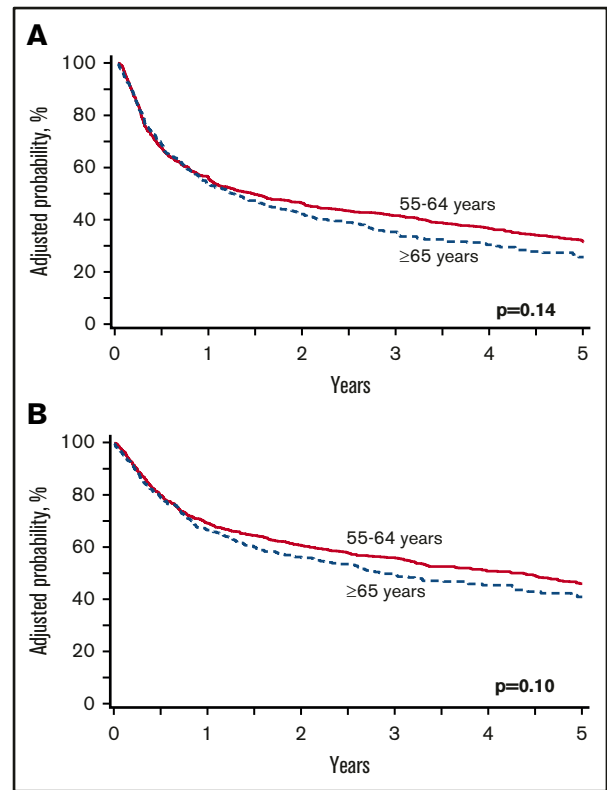 A
Adjusted probability, %
100
80
60
40
20
0
55-64 years
≥65 years
p=0.14
0 1 2 3 4 5
Years
B
Adjusted probability, %
100
80
60
40
20
0
55-64 years
≥65 years
p=0.10
0 1 2 3 4 5
Years